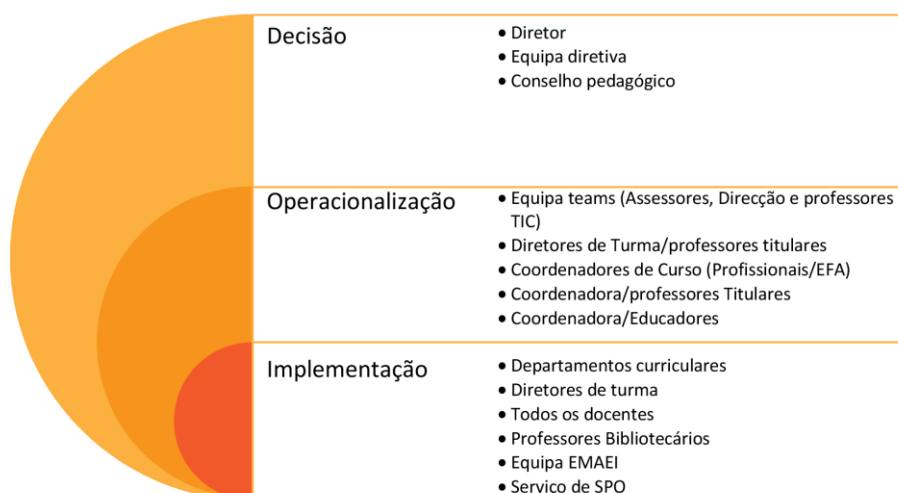 Decisão
• Diretor
• Equipa diretiva
• Conselho pedagógico
Operacionalização
• Equipa teams (Assessores, Direcção e professores
TIC)
• Diretores de Turma/professores titulares
• Coordenadores de Curso (Profissionais/EFA)
• Coordenadora/professores Titulares
• Coordenadora/Educadores
Implementação
• Departamentos curriculares
• Diretores de turma
• Todos os docentes
• Professores Bibliotecários
• Equipa EMAEI
• Serviço de SPO